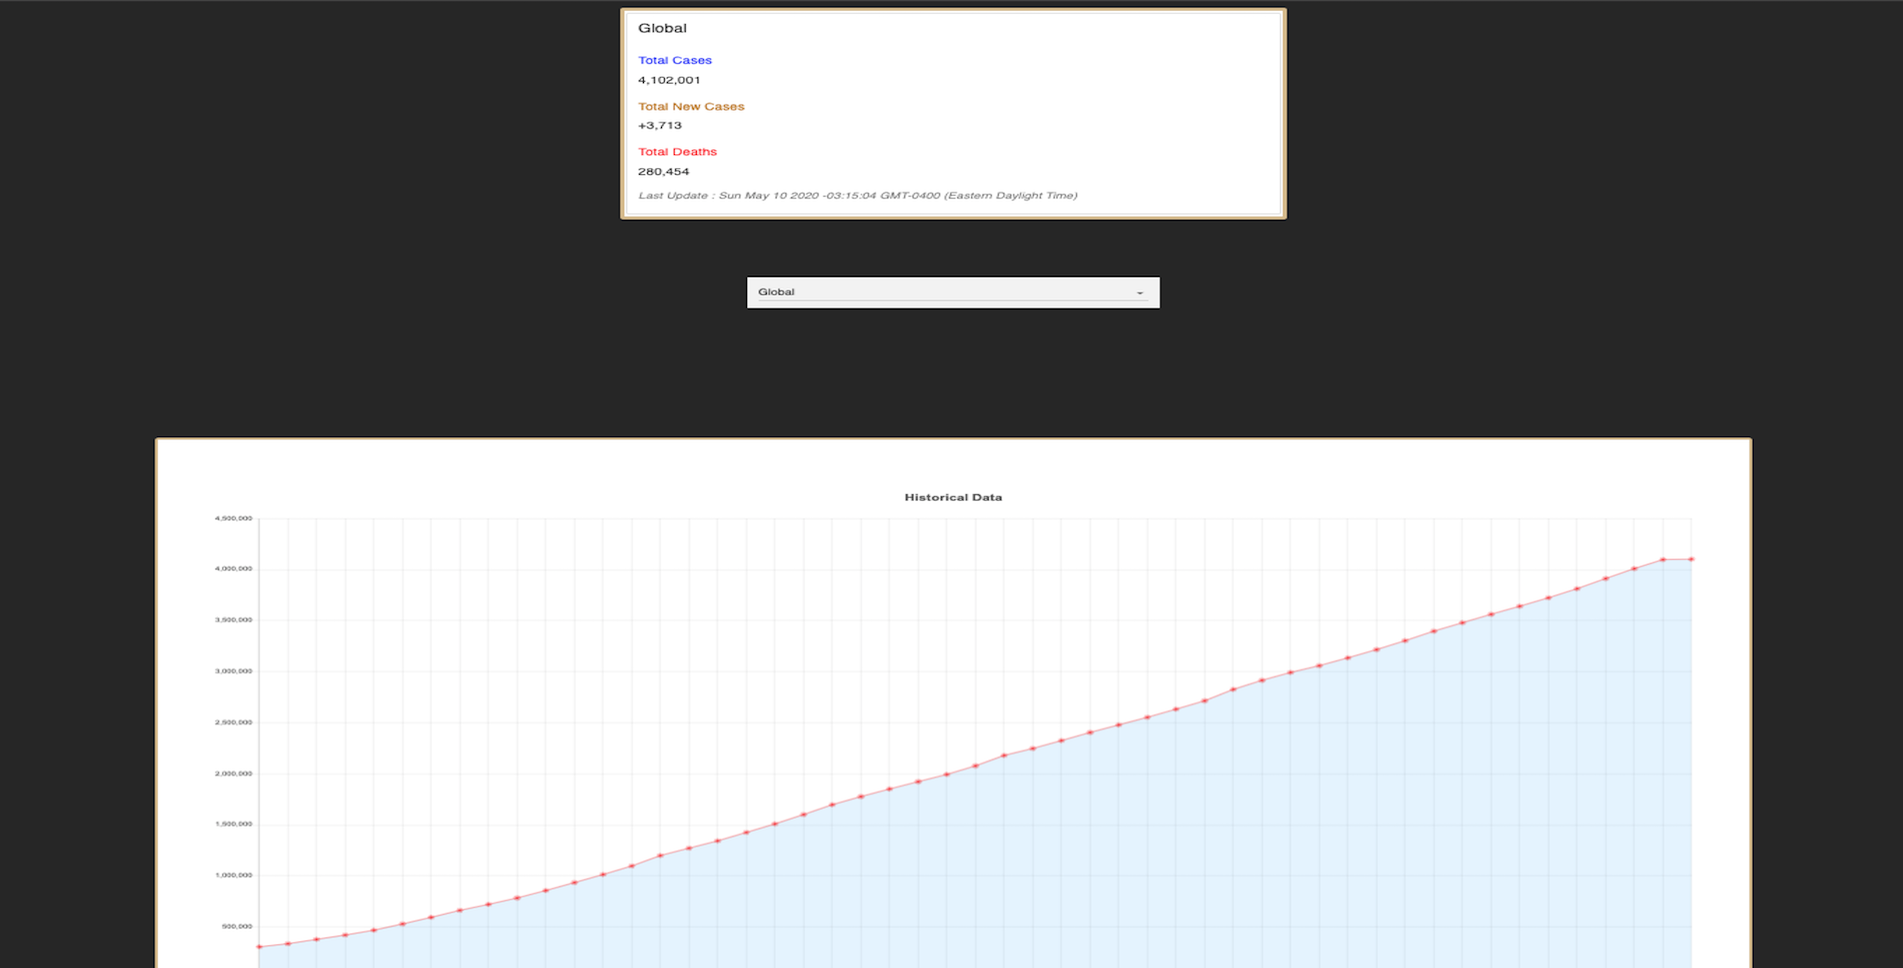 Global
Total Cases
4,102,001
Total New Cases
+3,713
Total Deaths
280,454
Last Update : Sun May 10 2020 -03:15:04 GMT-0400 (Eastern Daylight Time)
Global
Historical Data
4,500,000
4,000,000
3,500,000
3,000,000
2,500,000
2,000,000
1,500,000
1,000,000
500,000